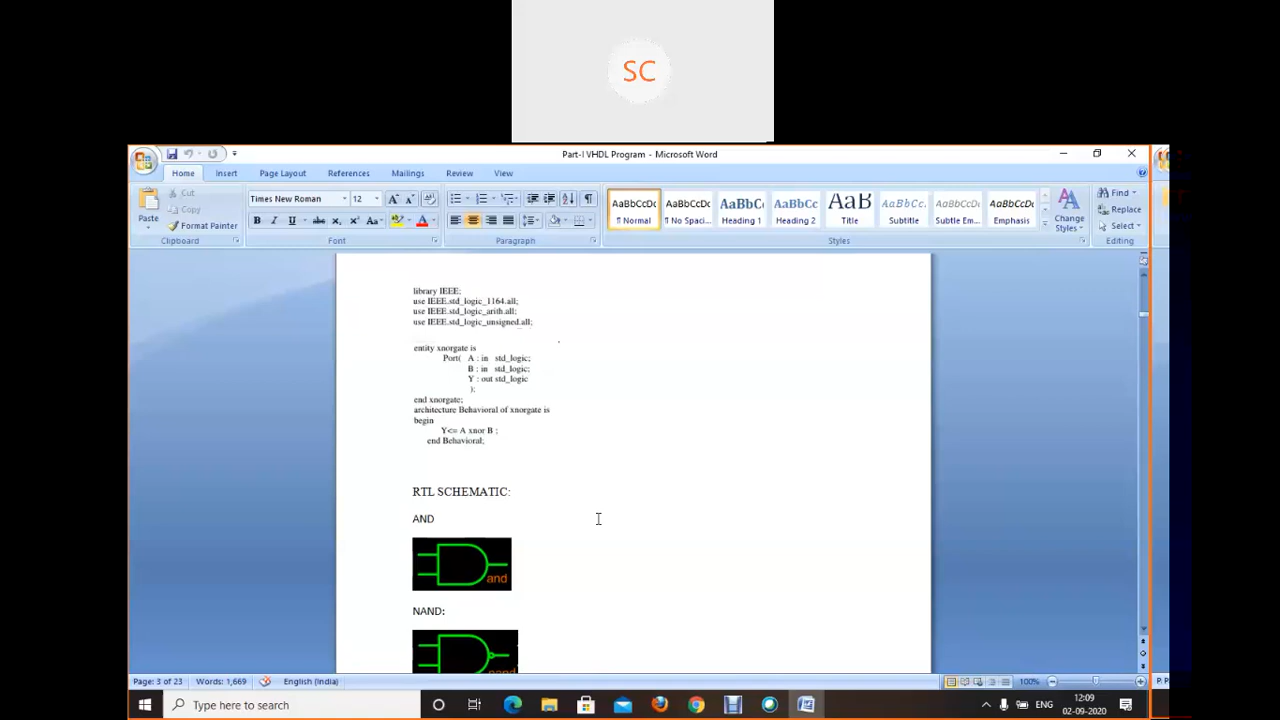 SC
Part-I VHDL Program - Microsoft Word
Home Insert Page Layout References Mailings Review View
Paste
Cut
Copy
Format Painter
Clipboard
Times New Roman 12
B I U abc X₂ X² Aa
Font
Paragraph
AaBbCcDc AaBbCcDc AaBbCc AaBbCc AaB AaBbCc. AaBbCcDc AaBbCcDc
¶ Normal ¶ No Spaci... Heading 1 Heading 2 Title Subtitle Subtle Em... Emphasis
Change Styles
Styles
Find
Replace
Select
Editing
library IEEE;
use IEEE.std_logic_1164.all;
use IEEE.std_logic_arith.all;
use IEEE.std_logic_unsigned.all;
entity xnorgate is
Port( A : in std_logic;
B : in std_logic;
Y : out std_logic
);
end xnorgate;
architecture Behavioral of xnorgate is
begin
Y<= A xnor B ;
end Behavioral;
RTL SCHEMATIC:
AND
and
NAND:
nand
Page: 3 of 23 Words: 1,669 English (India) 100%
Type here to search
ENG
12:09
02-09-2020